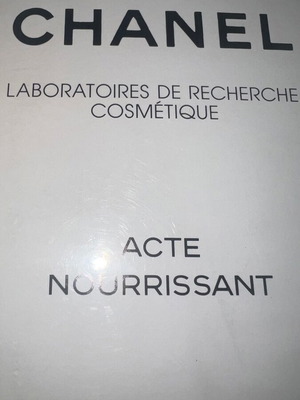 CHANEL
LABORATOIRES DE RECHERCHE
COSMÉTIQUE
ACTE
NOURRISSANT